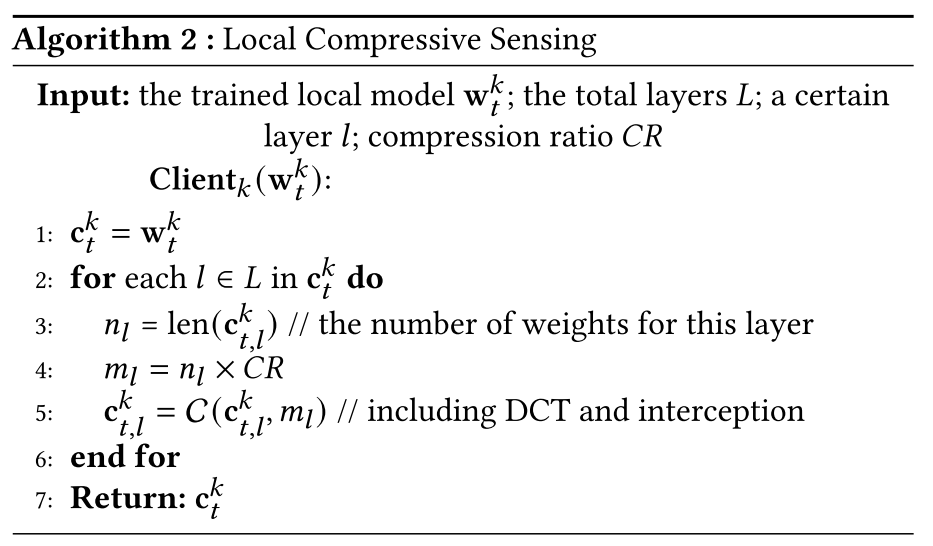 Algorithm 2 : Local Compressive Sensing
Input: the trained local model $\mathbf{w}_t^k$; the total layers $L$; a certain
layer $l$; compression ratio $CR$
$\mathbf{Client}_k(\mathbf{w}_t^k)$:
1: $\mathbf{c}_t^k = \mathbf{w}_t^k$
2: for each $l \in L$ in $\mathbf{c}_t^k$ do
3: $n_l = \mathrm{len}(\mathbf{c}_{t,l}^k)$ // the number of weights for this layer
4: $m_l = n_l \times CR$
5: $\mathbf{c}_{t,l}^k = \mathcal{C}(\mathbf{c}_{t,l}^k, m_l)$ // including DCT and interception
6: end for
7: Return: $\mathbf{c}_t^k$